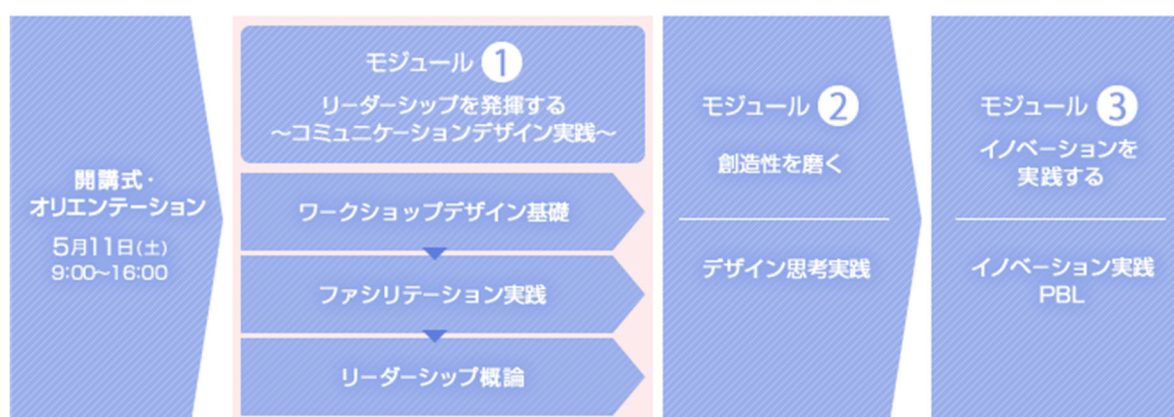 開講式・
オリエンテーション
5月11日(土)
9:00~16:00
モジュール 1
リーダーシップを発揮する
~コミュニケーションデザイン実践~
ワークショップデザイン基礎
ファシリテーション実践
リーダーシップ概論
モジュール 2
創造性を磨く
デザイン思考実践
モジュール 3
イノベーションを
実践する
イノベーション実践
PBL